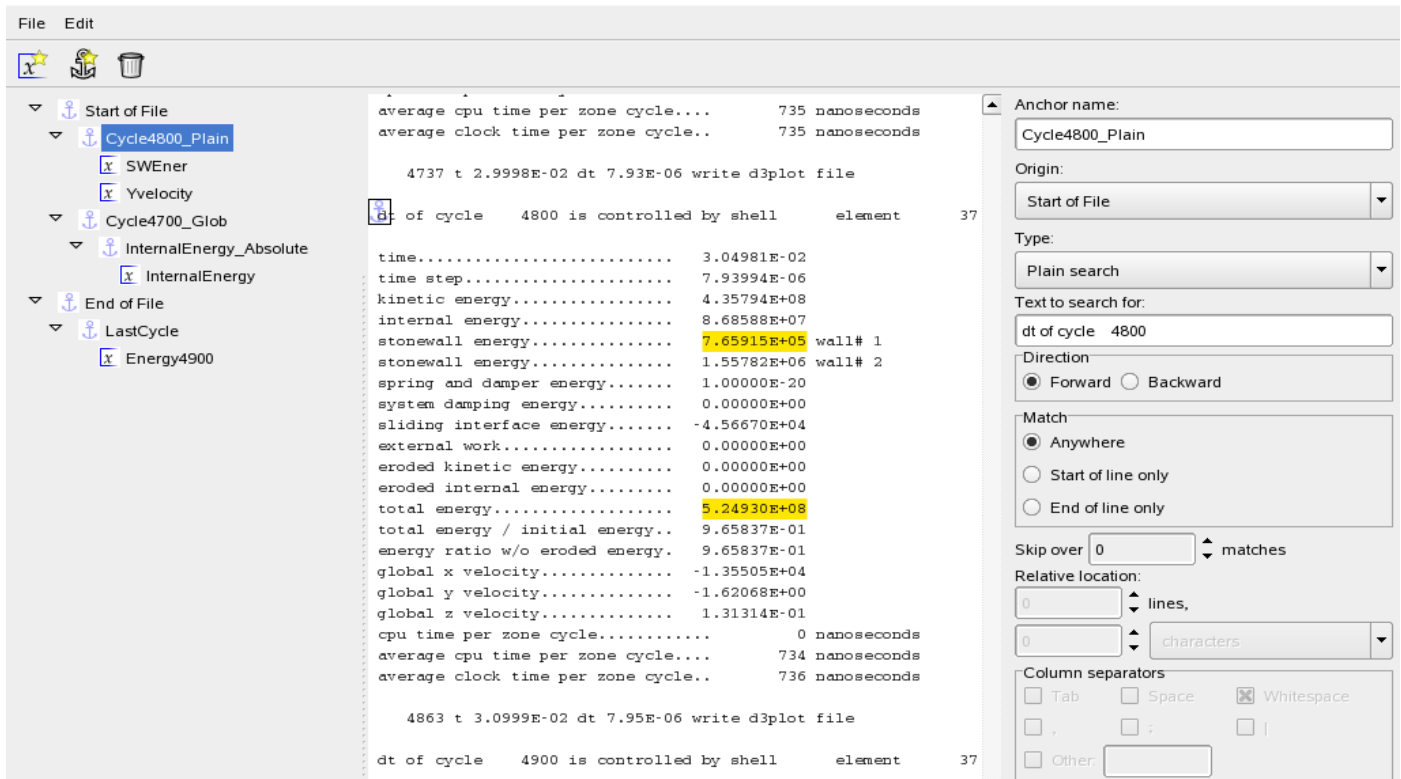 File Edit
Start of File
Cycle4800_Plain
x SWEner
x Yvelocity
Cycle4700_Glob
InternalEnergy_Absolute
x InternalEnergy
End of File
LastCycle
x Energy4900
average cpu time per zone cycle.... 735 nanoseconds
average clock time per zone cycle.. 735 nanoseconds
4737 t 2.9998E-02 dt 7.93E-06 write d3plot file
dt of cycle 4800 is controlled by shell element 37
time........................... 3.04981E-02
time step...................... 7.93994E-06
kinetic energy................. 4.35794E+08
internal energy................ 8.68588E+07
stonewall energy............... 7.65915E+05 wall# 1
stonewall energy............... 1.55782E+06 wall# 2
spring and damper energy....... 1.00000E-20
system damping energy.......... 0.00000E+00
sliding interface energy....... -4.56670E+04
external work.................. 0.00000E+00
eroded kinetic energy.......... 0.00000E+00
eroded internal energy......... 0.00000E+00
total energy................... 5.24930E+08
total energy / initial energy.. 9.65837E-01
energy ratio w/o eroded energy. 9.65837E-01
global x velocity.............. -1.35505E+04
global y velocity.............. -1.62068E+00
global z velocity.............. 1.31314E-01
cpu time per zone cycle............ 0 nanoseconds
average cpu time per zone cycle.... 734 nanoseconds
average clock time per zone cycle.. 736 nanoseconds
4863 t 3.0999E-02 dt 7.95E-06 write d3plot file
dt of cycle 4900 is controlled by shell element 37
Anchor name:
Cycle4800_Plain
Origin:
Start of File
Type:
Plain search
Text to search for:
dt of cycle 4800
Direction
Forward Backward
Match
Anywhere
Start of line only
End of line only
Skip over 0 matches
Relative location:
0 lines,
0 characters
Column separators
Tab Space Whitespace
, ; |
Other: